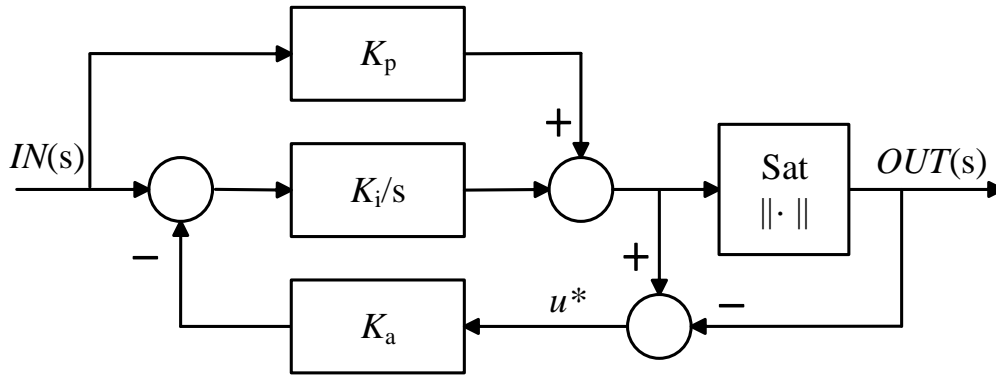 Kp
+
IN(s)
Ki/s
Sat
||· ||
OUT(s)
−
+
u*
−
Ka